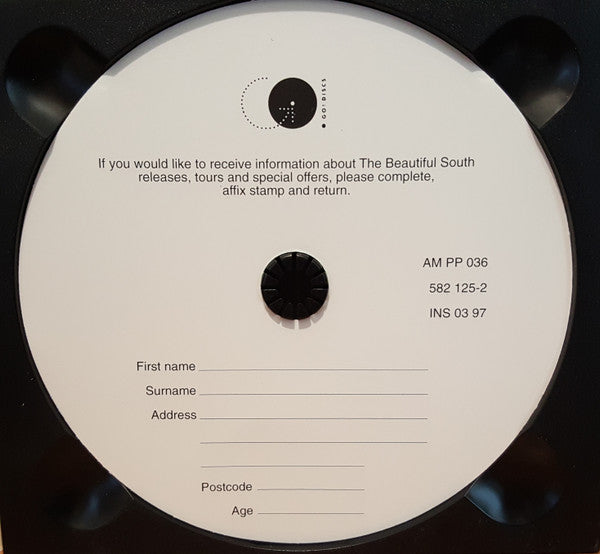 GO! DISCS
If you would like to receive information about The Beautiful South
releases, tours and special offers, please complete,
affix stamp and return.
AM PP 036
582 125-2
INS 03 97
First name
Surname
Address
Postcode
Age